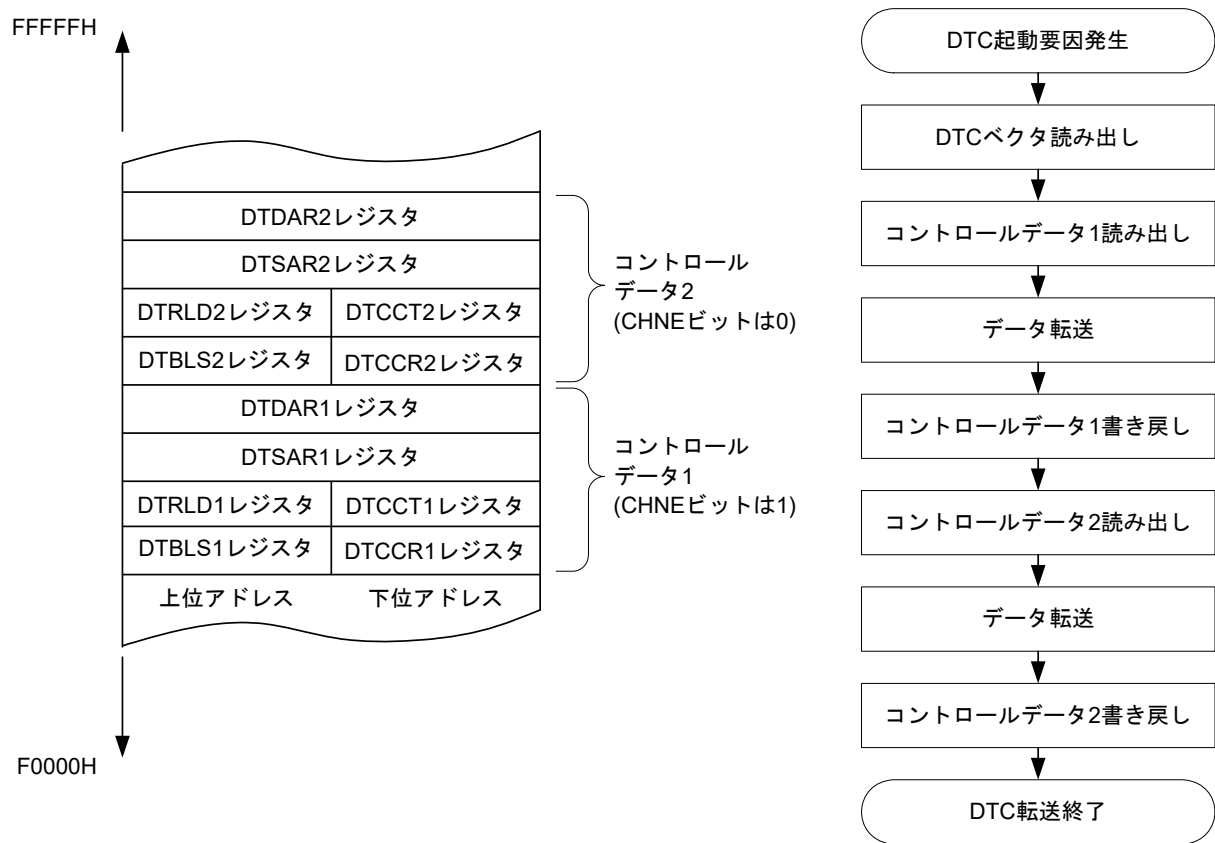 FFFFFH
DTDAR2レジスタ
DTSAR2レジスタ
DTRLD2レジスタ DTCCT2レジスタ
DTBLS2レジスタ DTCCR2レジスタ
DTDAR1レジスタ
DTSAR1レジスタ
DTRLD1レジスタ DTCCT1レジスタ
DTBLS1レジスタ DTCCR1レジスタ
上位アドレス 下位アドレス
F0000H
コントロール
データ2
(CHNEビットは0)
コントロール
データ1
(CHNEビットは1)
DTC起動要因発生
DTCベクタ読み出し
コントロールデータ1読み出し
データ転送
コントロールデータ1書き戻し
コントロールデータ2読み出し
データ転送
コントロールデータ2書き戻し
DTC転送終了